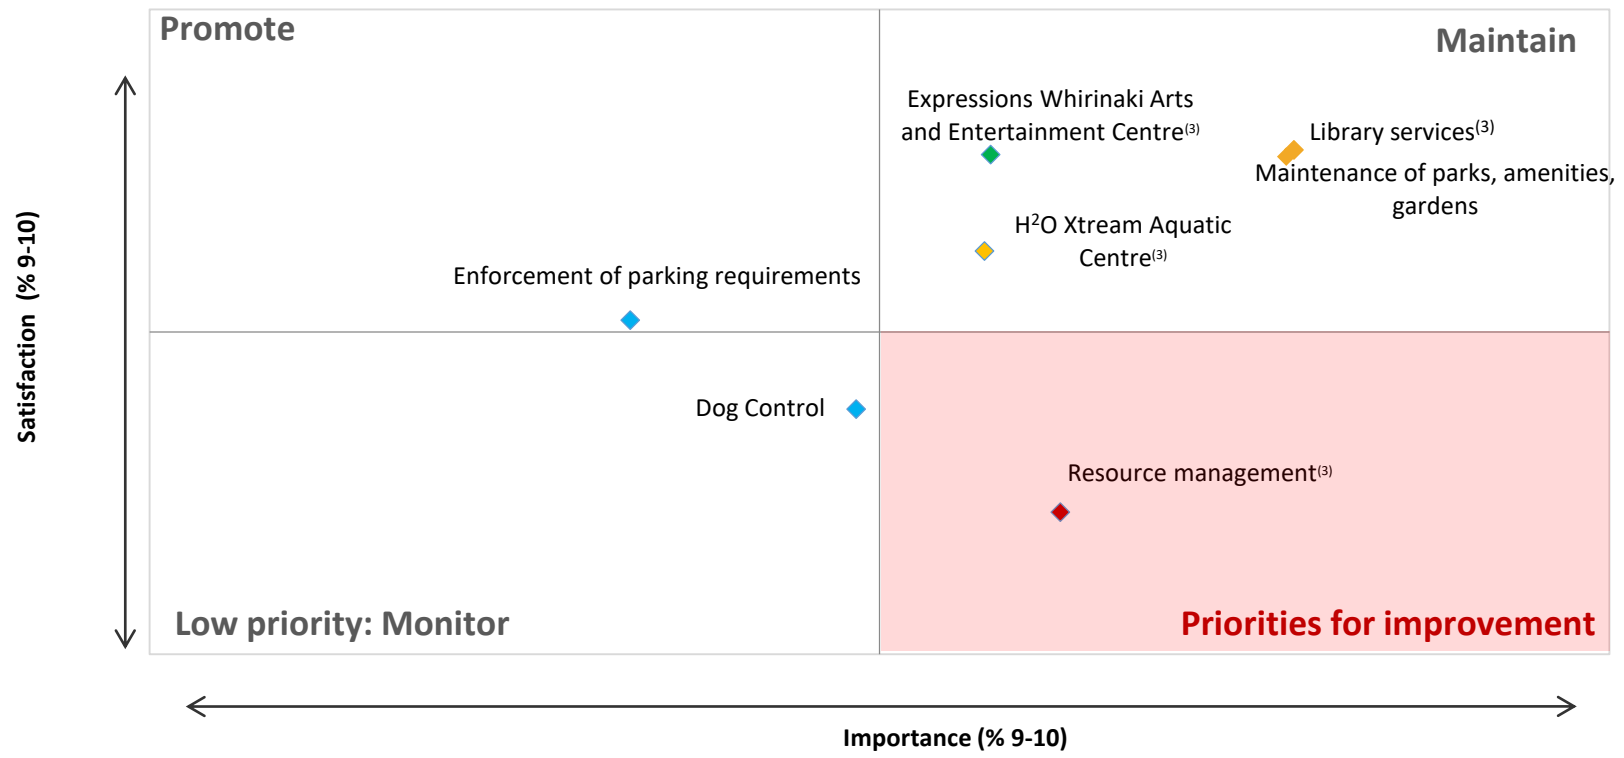 Promote
Maintain
Expressions Whirinaki Arts
and Entertainment Centre(3)
Library services(3)
Maintenance of parks, amenities,
gardens
H2O Xtream Aquatic
Centre(3)
Enforcement of parking requirements
Satisfaction (% 9-10)
Dog Control
Resource management(3)
Low priority: Monitor
Priorities for improvement
Importance (% 9-10)